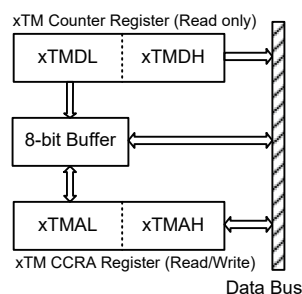 xTM Counter Register (Read only)
xTMDL xTMDH
8-bit Buffer
xTMAL xTMAH
xTM CCRA Register (Read/Write)
Data Bus